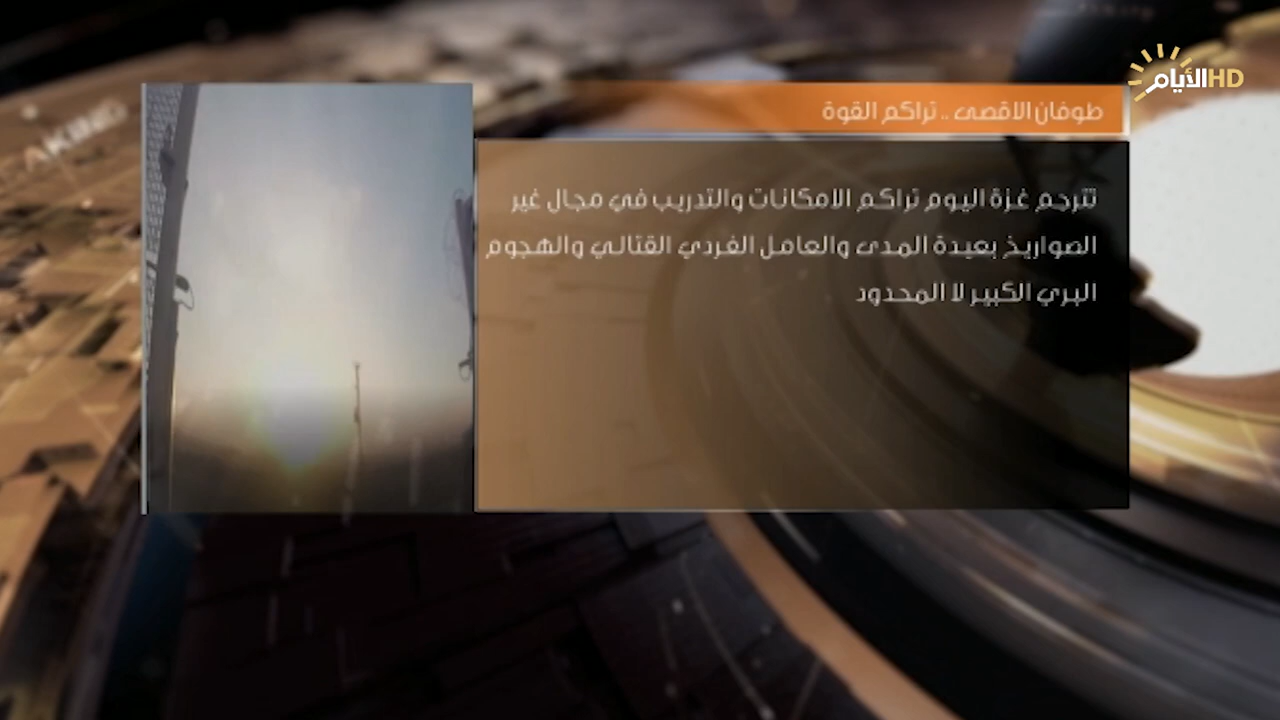 الأيام HD
طوفان الاقصى .. تراكم القوة
تترجم غزة اليوم تراكم الامكانات والتدريب في مجال غير
الصواريخ بعيدة المدى والعامل الفردي القتالي والهجوم
البري الكبير لا المحدود